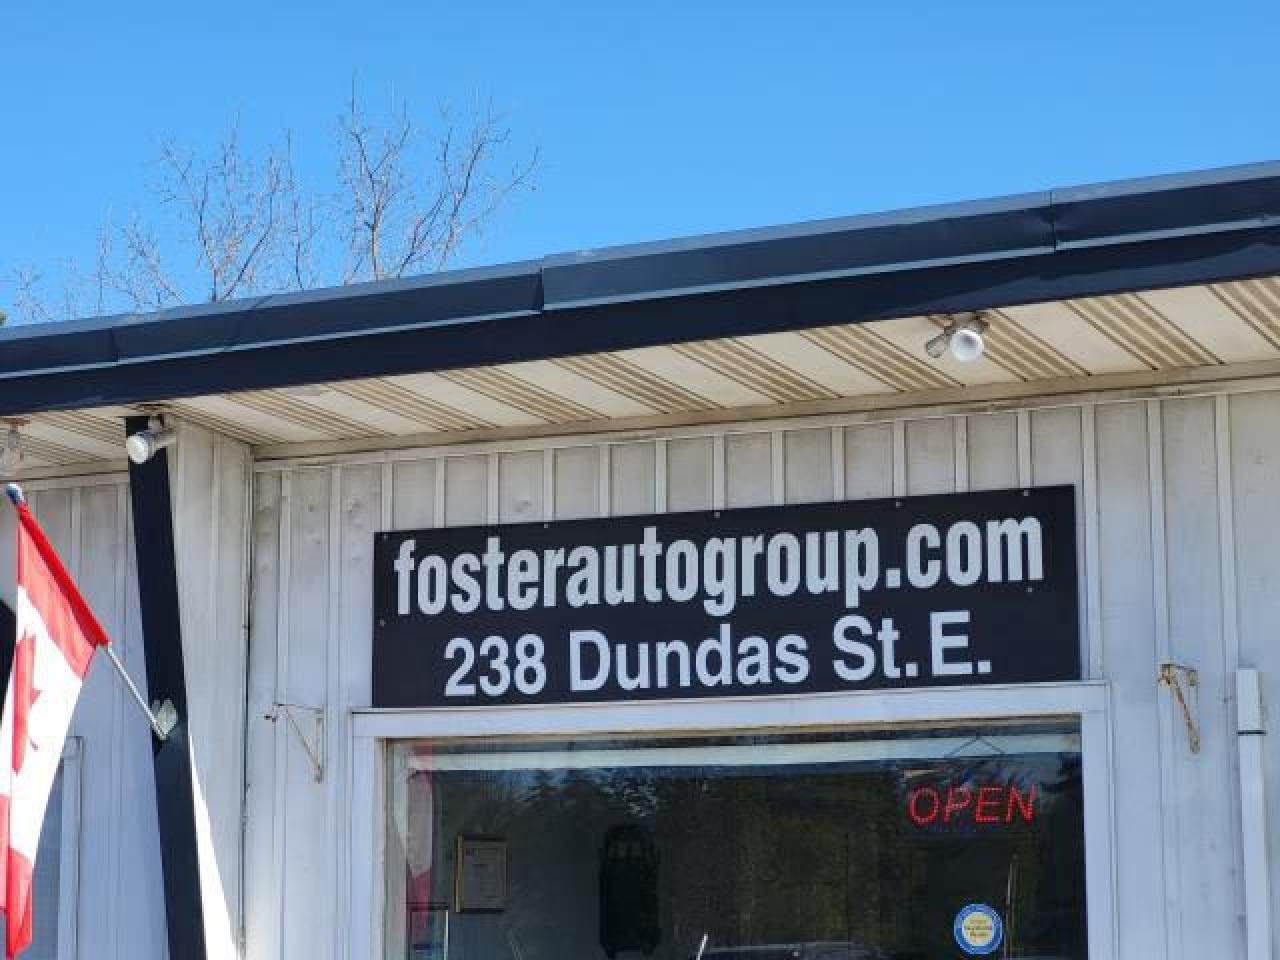 fosterautogroup.com
238 Dundas St. E.
OPEN